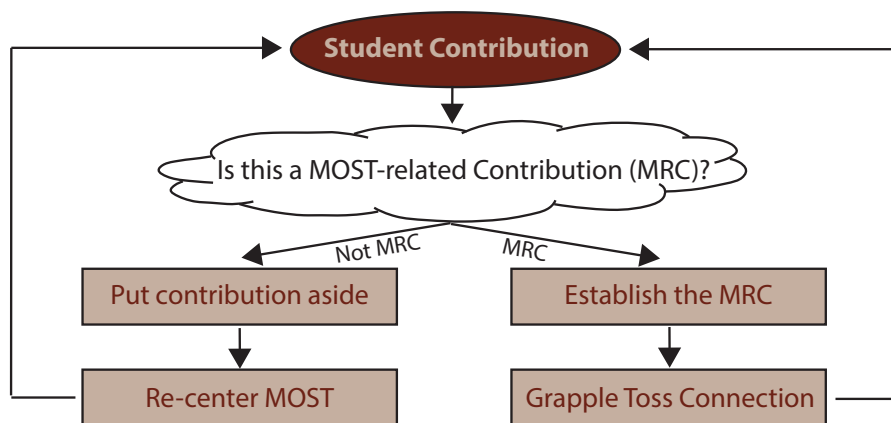 Student Contribution
Is this a MOST-related Contribution (MRC)?
Not MRC
MRC
Put contribution aside
Establish the MRC
Re-center MOST
Grapple Toss Connection